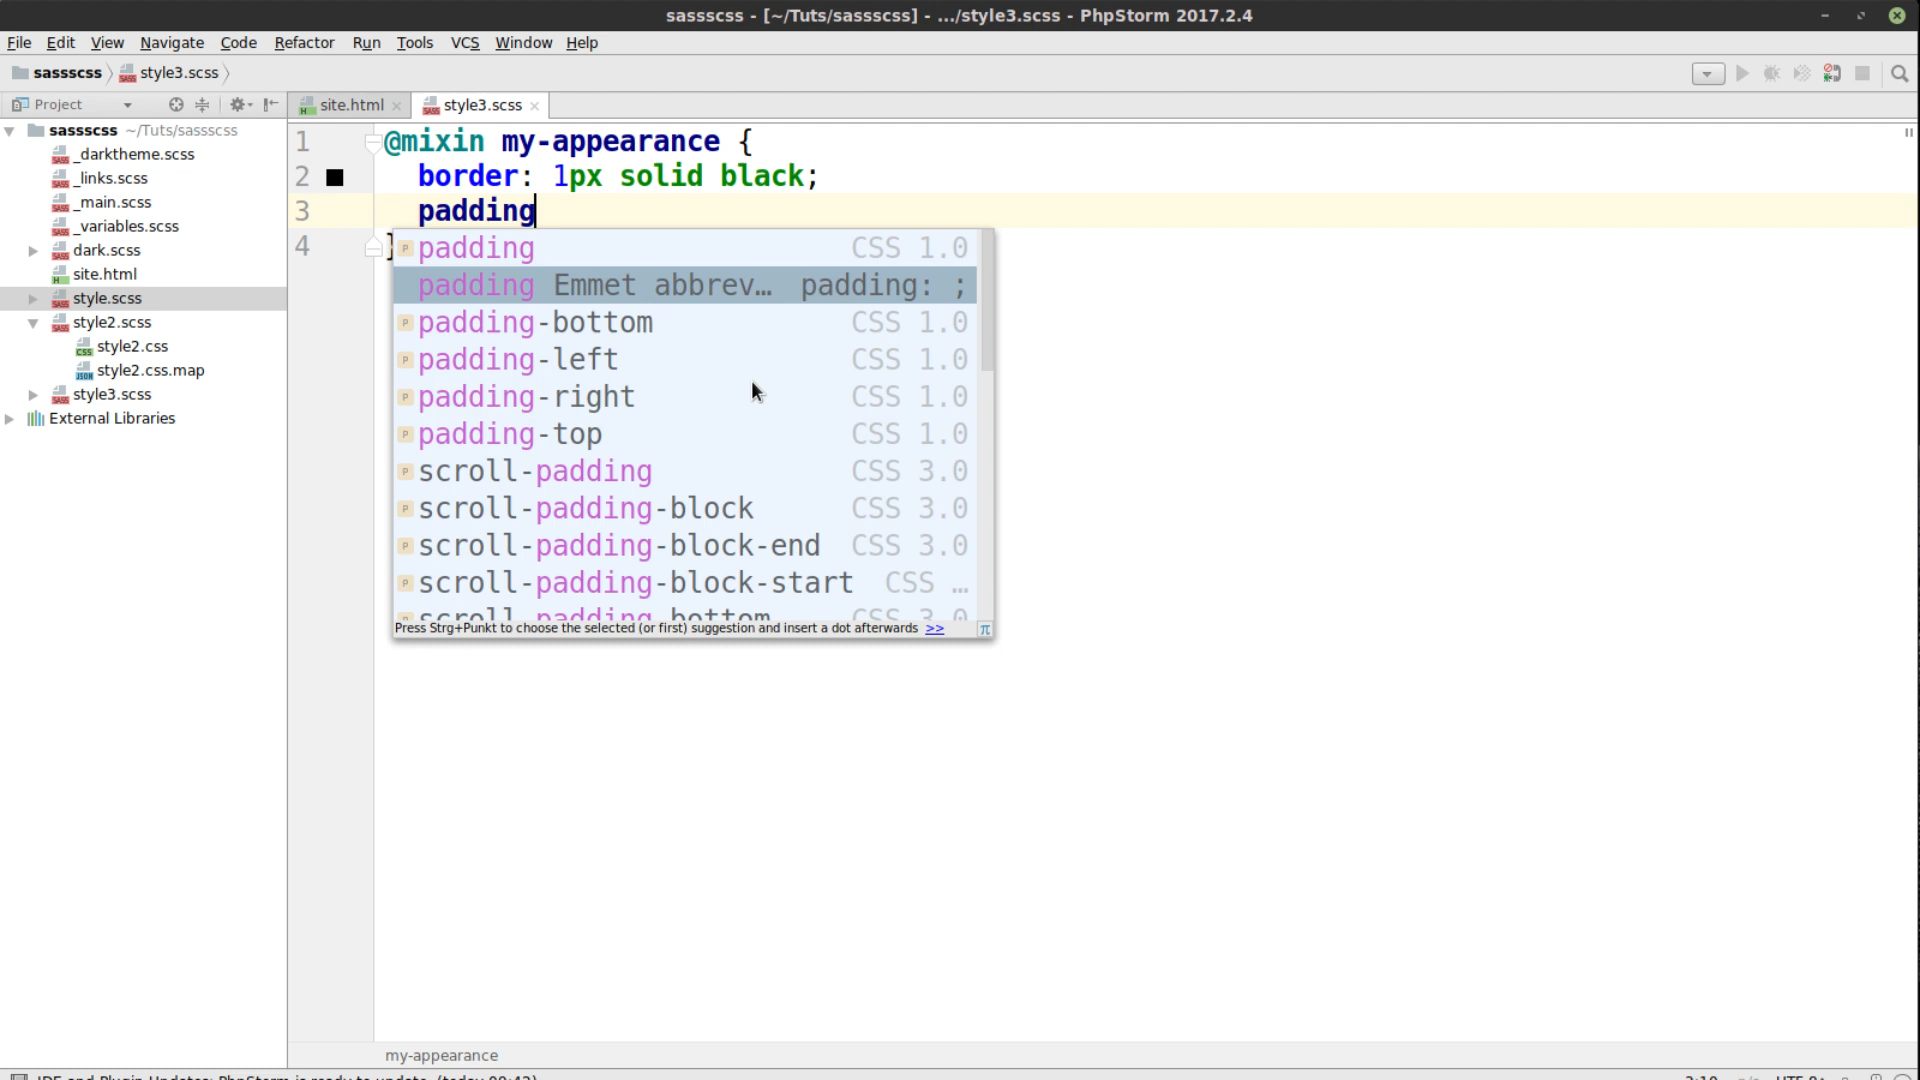 sassscss - [~/Tuts/sassscss] - .../style3.scss - PhpStorm 2017.2.4
File Edit View Navigate Code Refactor Run Tools VCS Window Help
sassscss style3.scss
Project
site.html
style3.scss
sassscss ~/Tuts/sassscss
_darktheme.scss
_links.scss
_main.scss
_variables.scss
dark.scss
site.html
style.scss
style2.scss
style2.css
style2.css.map
style3.scss
External Libraries
1 @mixin my-appearance {
2 border: 1px solid black;
3 padding
4 }
padding CSS 1.0
padding Emmet abbrev… padding: ;
padding-bottom CSS 1.0
padding-left CSS 1.0
padding-right CSS 1.0
padding-top CSS 1.0
scroll-padding CSS 3.0
scroll-padding-block CSS 3.0
scroll-padding-block-end CSS 3.0
scroll-padding-block-start CSS …
scroll-padding-bottom CSS 3.0
Press Strg+Punkt to choose the selected (or first) suggestion and insert a dot afterwards >> π
my-appearance
IDE and Plugin Updates: PhpStorm is ready to update. (today 09:42)
3:10 n/a UTF-8